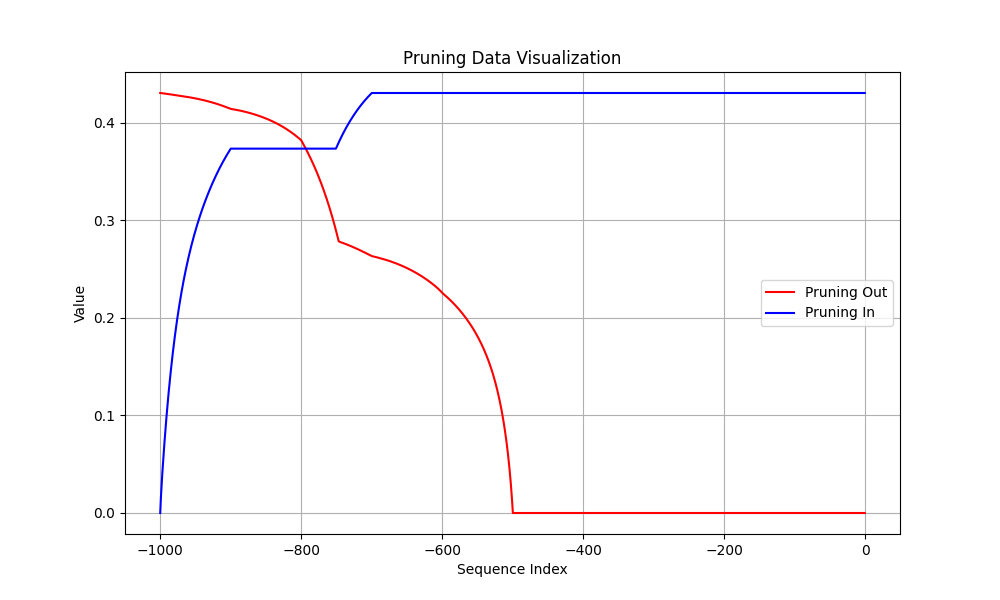 Pruning Data Visualization
Value
0.4
0.3
0.2
0.1
0.0
Pruning Out
Pruning In
−1000
−800
−600
−400
−200
0
Sequence Index